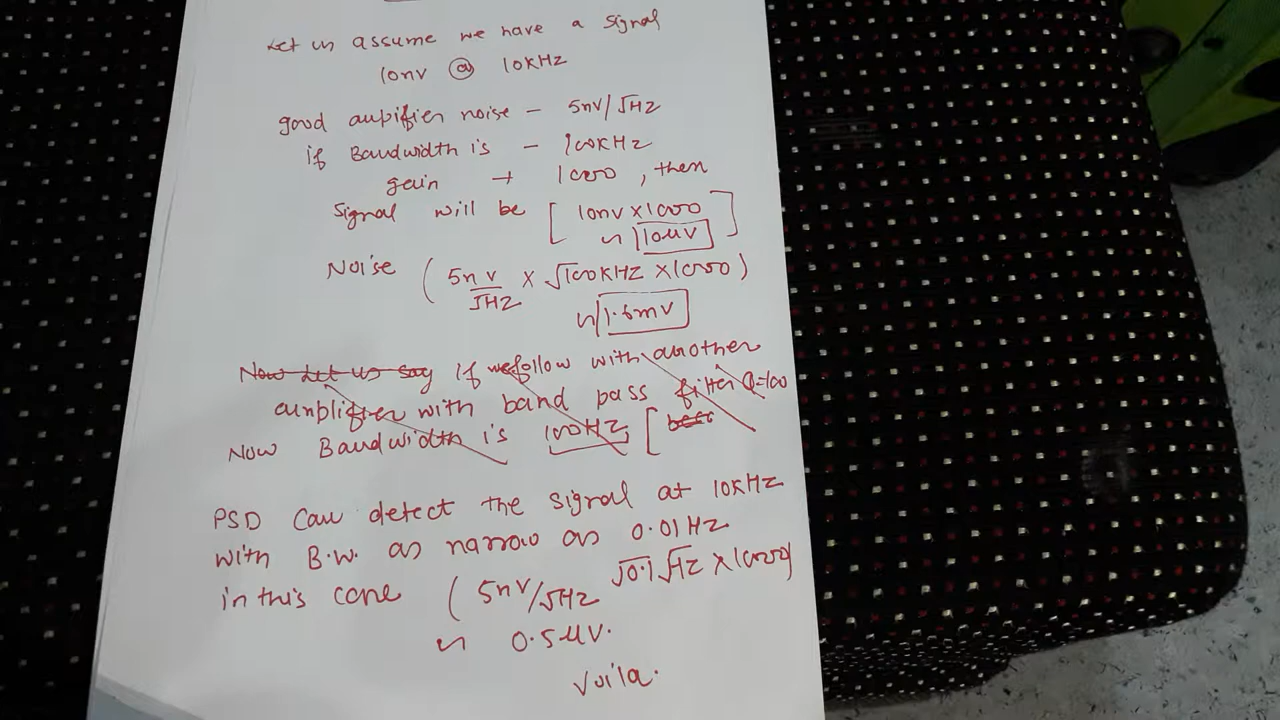 Let us assume we have a signal
10nV @ 10KHz
good aupifier noise - 5nV/√Hz
if Bandwidth is - 100KHz
gain → 1000, then
Signal will be [10nV×1000]
~ 10uV
Noise (5nV/√Hz × √100KHz ×1000)
~ 1.6mV
Now Let us say if we follow with another
amplifier with band pass filter Q=100
Now Bandwidth is 100Hz [
PSD Can detect the signal at 10KHz
with B.W. as narrow as 0.01Hz
in this case (5nV/√Hz √0.1 √Hz ×1000)
~ 0.5uV.
Voila.